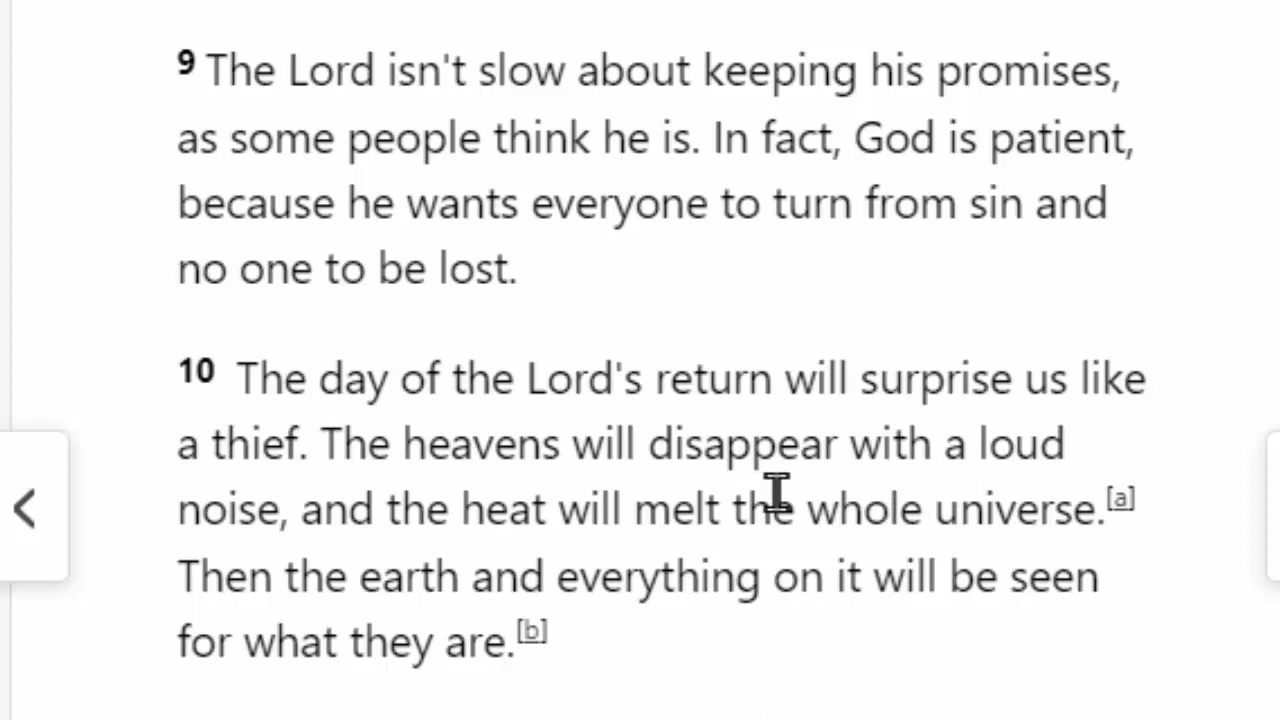 9 The Lord isn't slow about keeping his promises,
as some people think he is. In fact, God is patient,
because he wants everyone to turn from sin and
no one to be lost.
10 The day of the Lord's return will surprise us like
a thief. The heavens will disappear with a loud
noise, and the heat will melt the whole universe.[a]
Then the earth and everything on it will be seen
for what they are.[b]